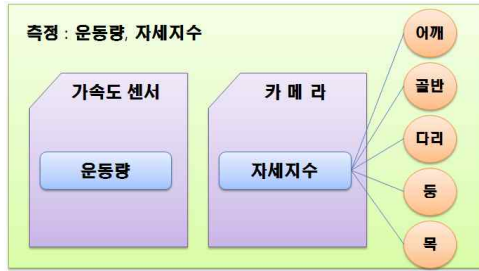 측정 : 운동량, 자세지수
가속도 센서
운동량
카 메 라
자세지수
어깨
골반
다리
등
목